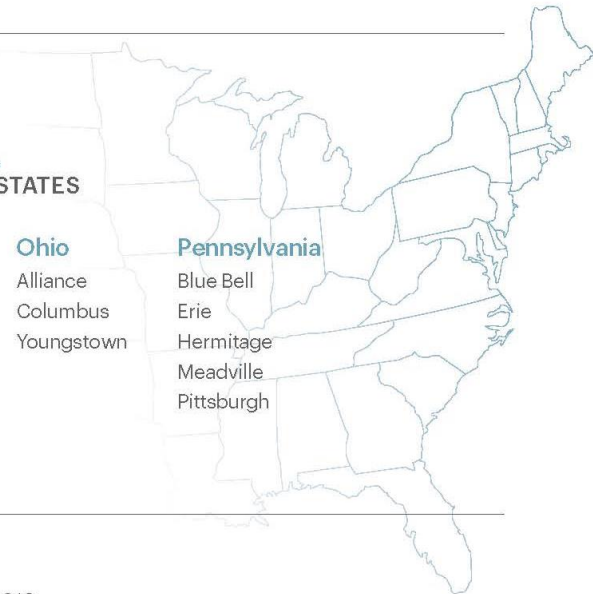 STATES
Ohio
Alliance
Columbus
Youngstown
Pennsylvania
Blue Bell
Erie
Hermitage
Meadville
Pittsburgh